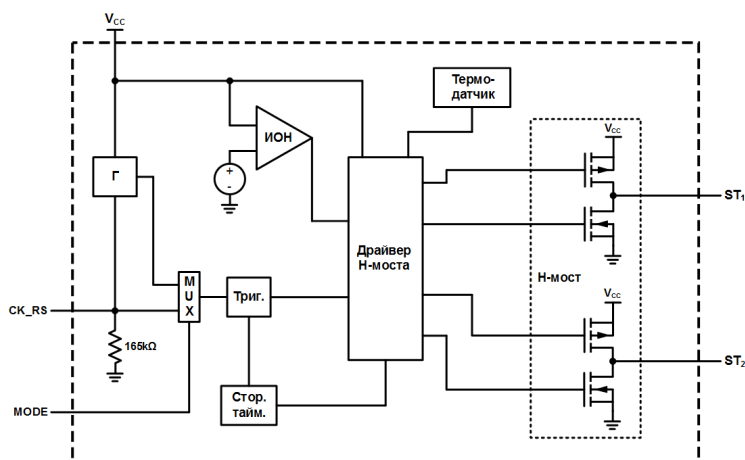 VCC
Термо-
датчик
ИОН
VCC
Г
+
-
ST1
Драйвер
Н-моста
Н-мост
M
U
X
Триг.
VCC
CK_RS
165kΩ
ST2
Стор.
тайм.
MODE